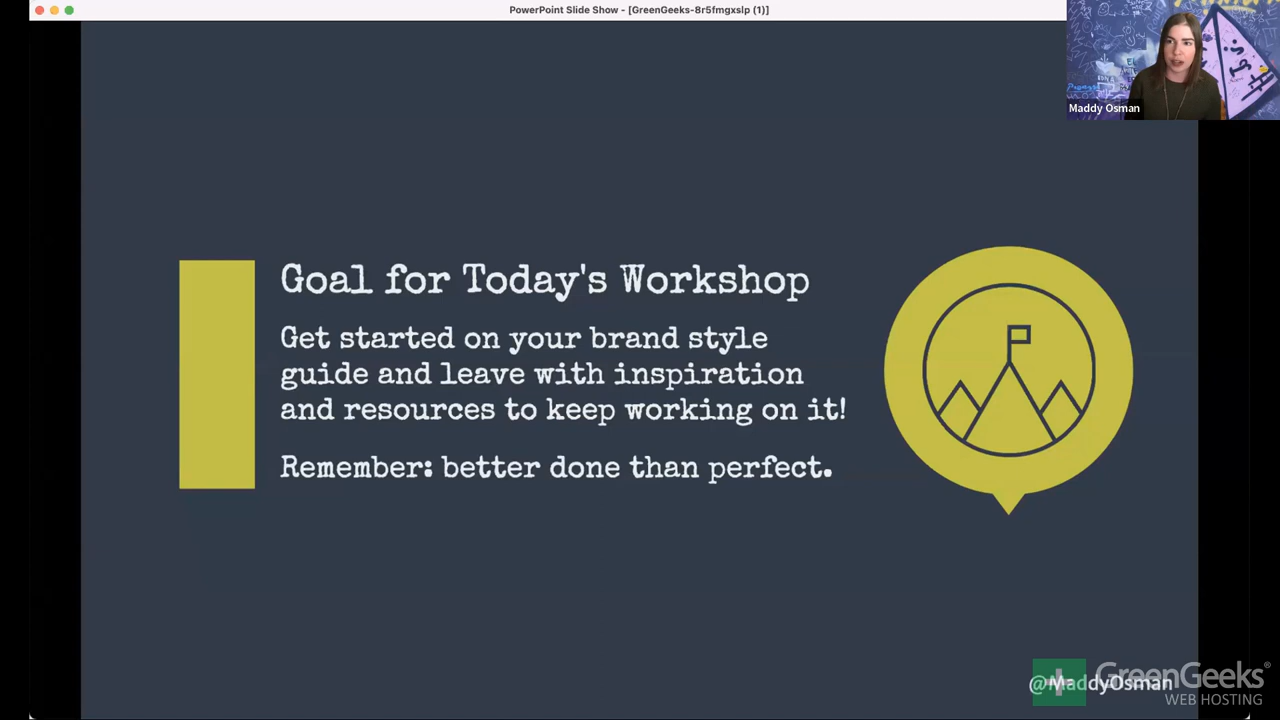 PowerPoint Slide Show - [GreenGeeks-8r5fmgxslp (1)]
Maddy Osman
Goal for Today's Workshop
Get started on your brand style
guide and leave with inspiration
and resources to keep working on it!
Remember: better done than perfect.
@MaddyOsman
GreenGeeks®
WEB HOSTING